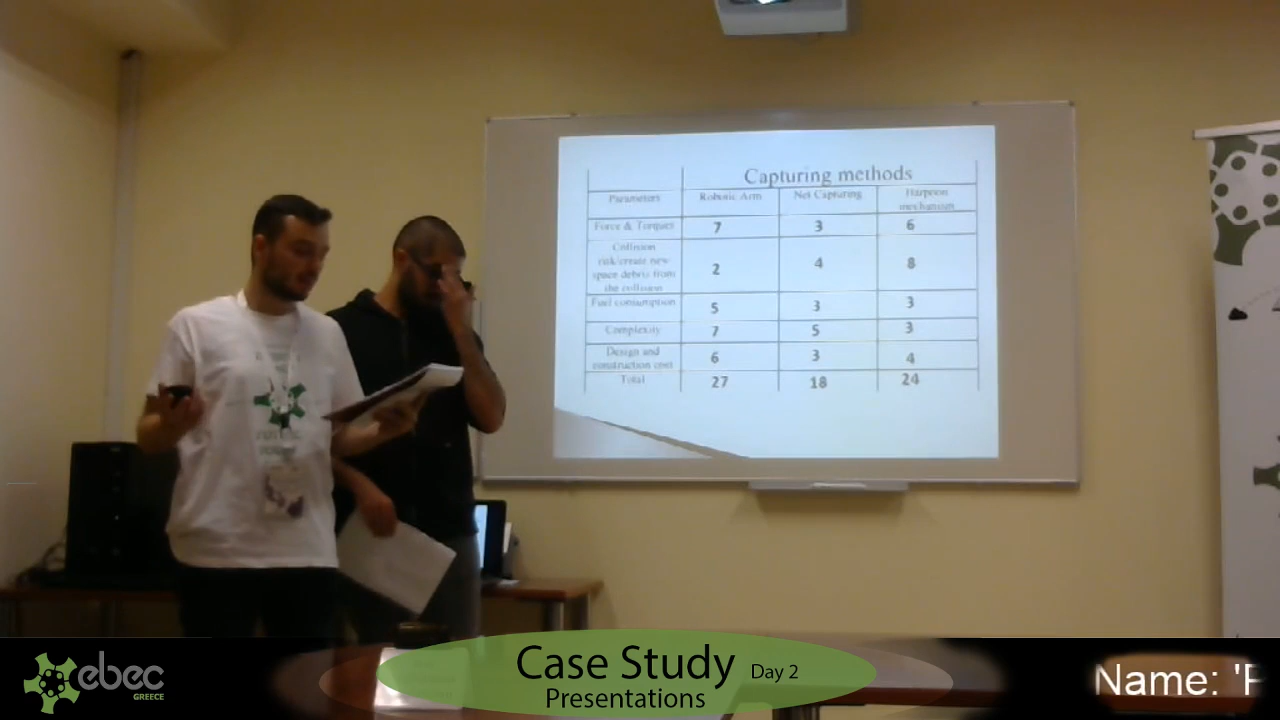 Capturing methods
Parameters Robotic Arm Net Capturing Harpoon mechanism
Force & Torques 7 3 6
Collision risk/create new space debris from the collision 2 4 8
Fuel consumption 5 3 3
Complexity 7 5 3
Design and construction cost 6 3 4
Total 27 18 24
ebec
GREECE
Case Study Day 2
Presentations
Name: '